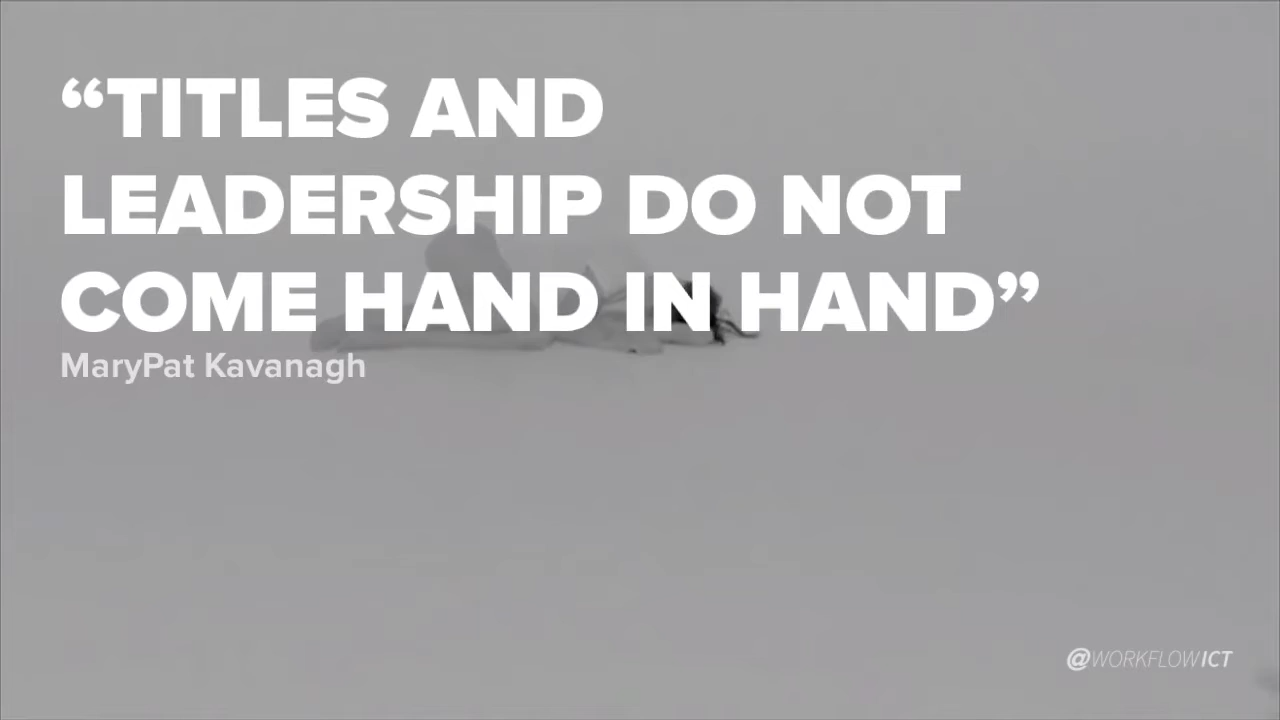 “TITLES AND
LEADERSHIP DO NOT
COME HAND IN HAND”
MaryPat Kavanagh
@WORKFLOWICT